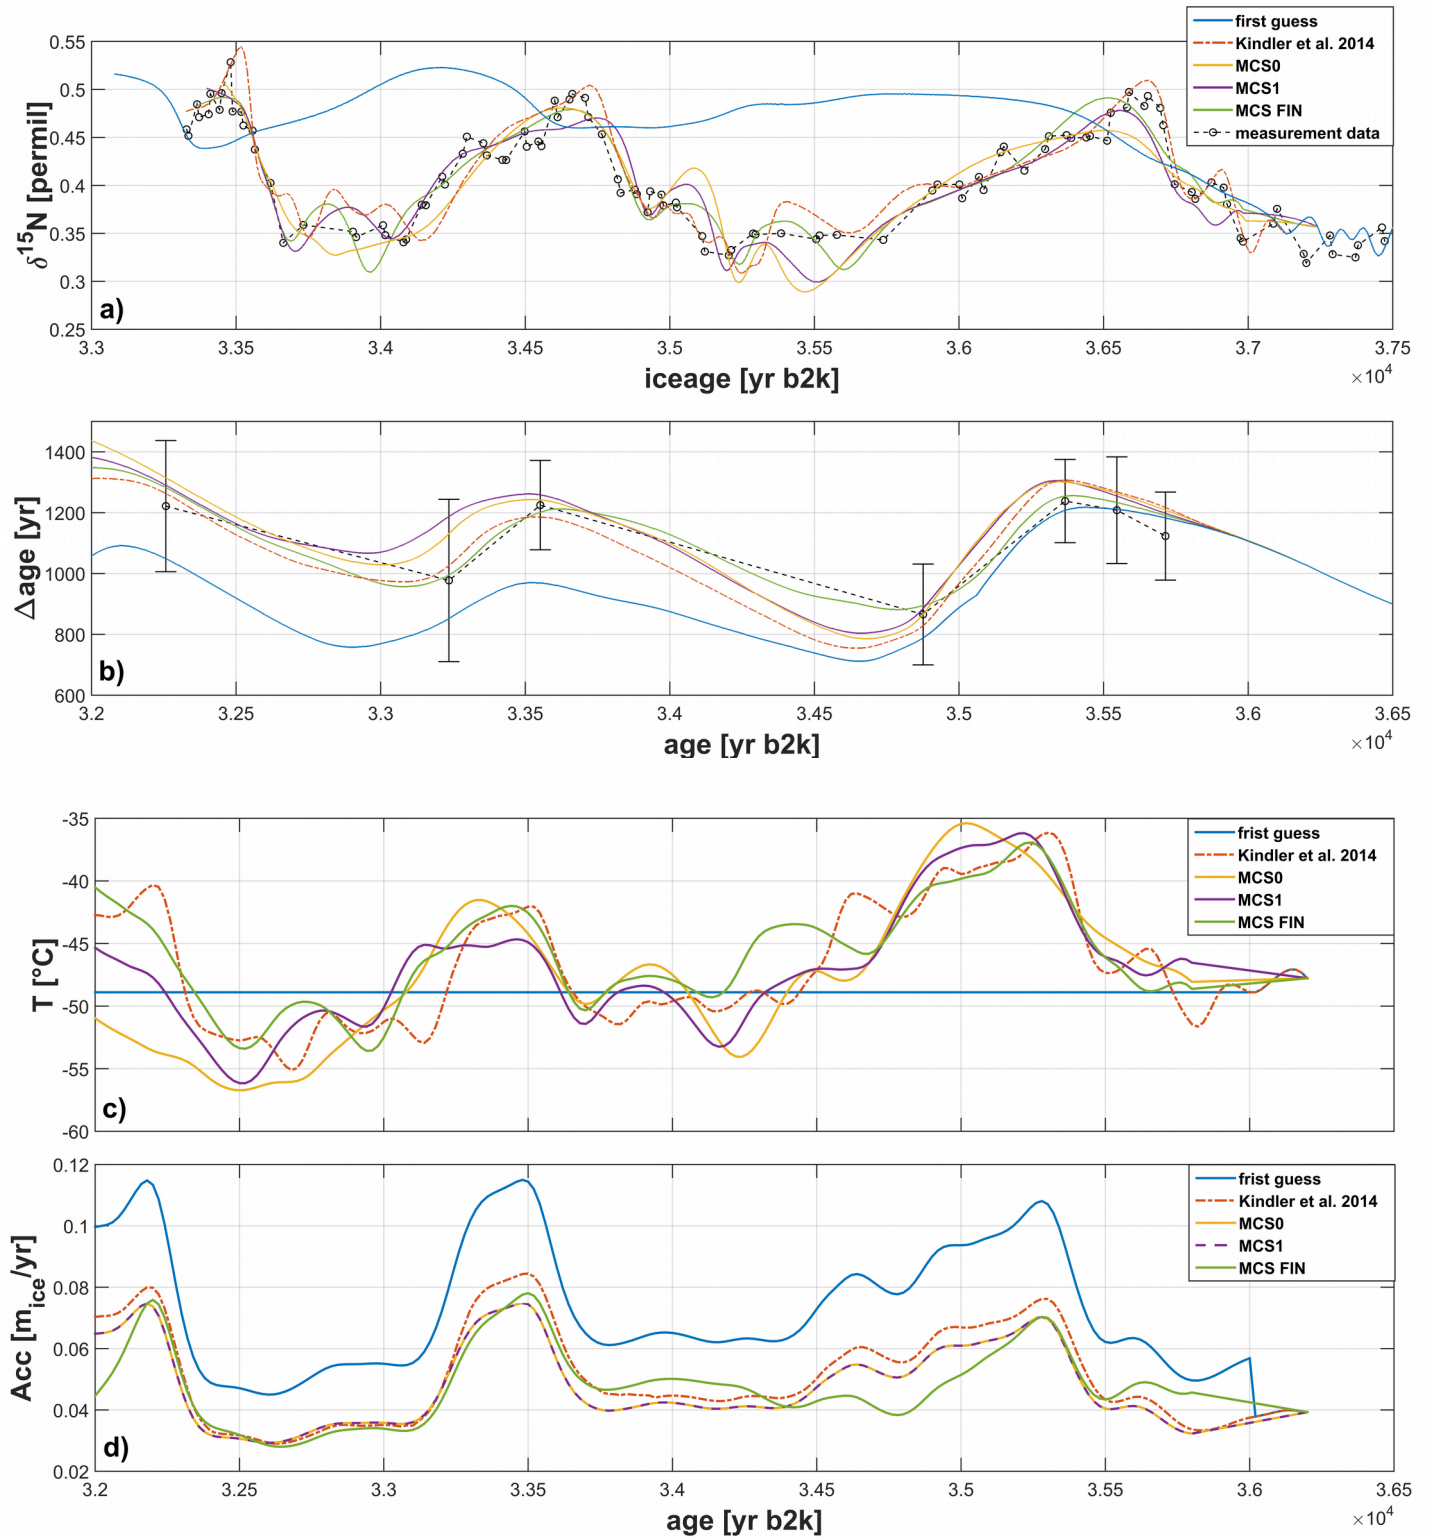 first guess
Kindler et al. 2014
MCS0
MCS1
MCS FIN
measurement data
0.55
0.5
0.45
0.4
0.35
0.3
0.25
δ¹⁵N [permil]
a)
3.3 3.35 3.4 3.45 3.5 3.55 3.6 3.65 3.7 3.75
×10⁴
iceage [yr b2k]
1400
1200
1000
800
600
Δage [yr]
b)
3.2 3.25 3.3 3.35 3.4 3.45 3.5 3.55 3.6 3.65
×10⁴
age [yr b2k]
-35
-40
-45
-50
-55
-60
T [°C]
c)
frist guess
Kindler et al. 2014
MCS0
MCS1
MCS FIN
0.12
0.1
0.08
0.06
0.04
0.02
Acc [m_ice/yr]
d)
frist guess
Kindler et al. 2014
MCS0
MCS1
MCS FIN
3.2 3.25 3.3 3.35 3.4 3.45 3.5 3.55 3.6 3.65
×10⁴
age [yr b2k]